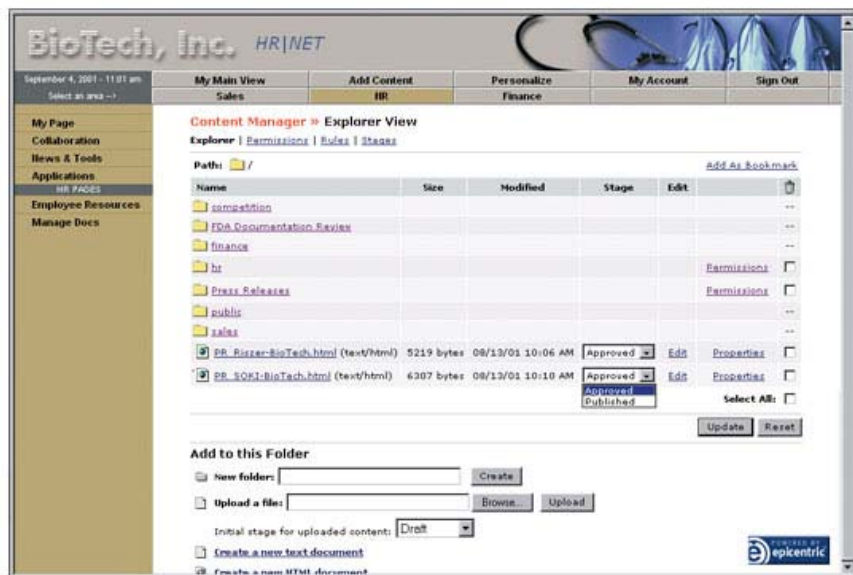 BioTech, Inc. HR|NET
September 4, 2001 - 11:01 am
My Main View Add Content Personalize My Account Sign Out
Select an area -->
Sales HR Finance
My Page
Collaboration
News & Tools
Applications
HR PAGES
Employee Resources
Manage Docs
Content Manager » Explorer View
Explorer | Permissions | Rules | Stages
Path: /
Add As Bookmark
Name Size Modified Stage Edit
competition --
FDA Documentation Review --
finance --
hr Permissions
Press Releases Permissions
public --
sales --
PR_Riszer-BioTech.html (text/html) 5219 bytes 08/13/01 10:06 AM Approved Edit Properties
PR_SOKI-BioTech.html (text/html) 6307 bytes 08/13/01 10:10 AM Approved Edit Properties
Approved
Published
Select All:
Update Reset
Add to this Folder
New folder: Create
Upload a file: Browse... Upload
Initial stage for uploaded content: Draft
Create a new text document
Create a new HTML document
POWERED BY
epicentric